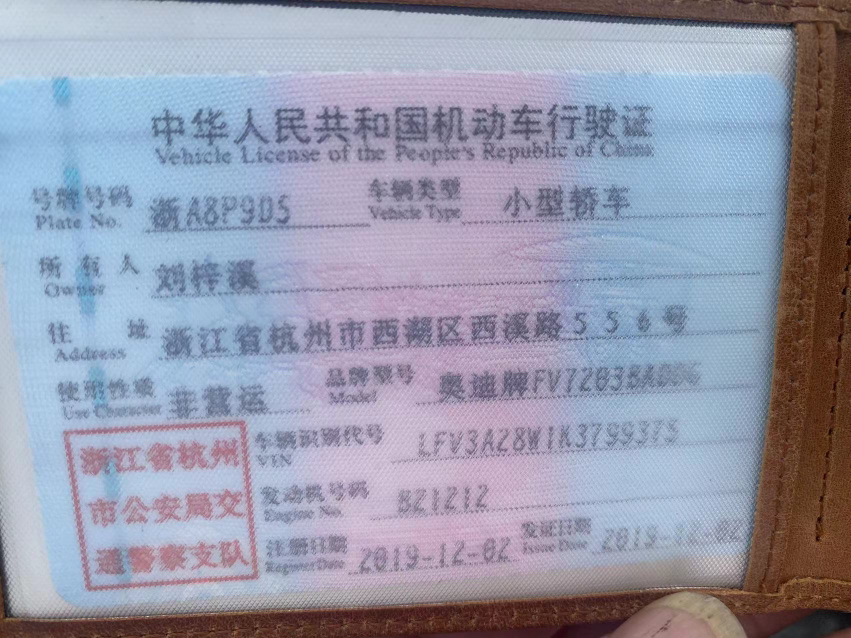 中华人民共和国机动车行驶证
Vehicle License of the People's Republic of China
号牌号码 浙A8P9D5 车辆类型 小型轿车
Plate No. Vehicle Type
所有人 刘梓溪
Owner
住址 浙江省杭州市西湖区西溪路556号
Address
使用性质 非营运 品牌型号 奥迪牌
Use Character Model
浙江省杭州 车辆识别代号 LFV3A28W1K3799375
VIN
市公安局交 发动机号码
Engine No.
通警察支队 注册日期 2019-12-02 发证日期 2019-12-02
Register Date Issue Date